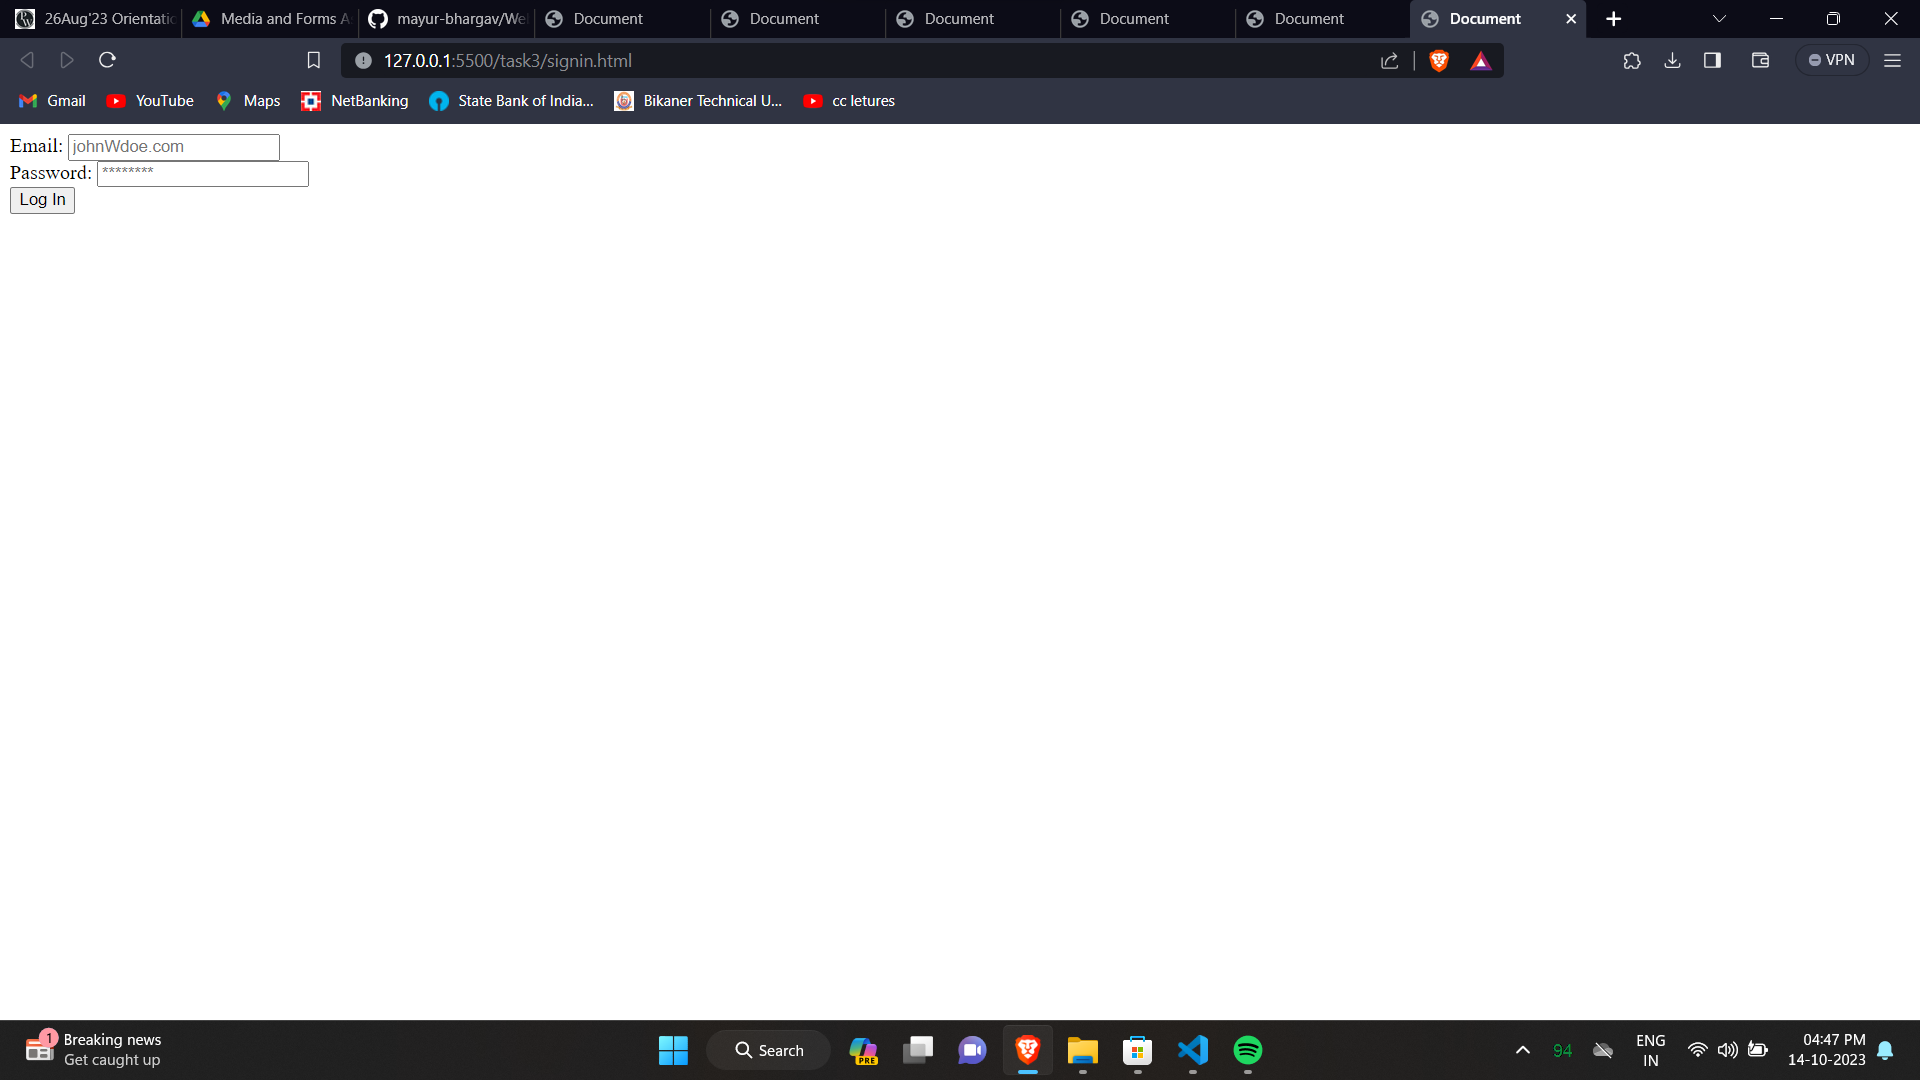 26Aug'23 Orientatio
Media and Forms A
mayur-bhargav/We
Document
Document
Document
Document
Document
Document
127.0.0.1:5500/task3/signin.html
VPN
Gmail
YouTube
Maps
NetBanking
State Bank of India...
Bikaner Technical U...
cc letures
Email: johnWdoe.com
Password: ********
Log In
1
Breaking news
Get caught up
Search
PRE
94
ENG
IN
04:47 PM
14-10-2023